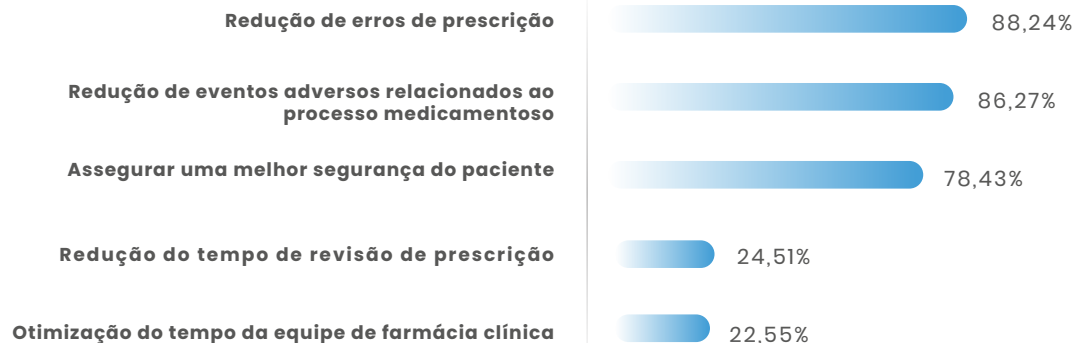 Redução de erros de prescrição
88,24%
Redução de eventos adversos relacionados ao
processo medicamentoso
86,27%
Assegurar uma melhor segurança do paciente
78,43%
Redução do tempo de revisão de prescrição
24,51%
Otimização do tempo da equipe de farmácia clínica
22,55%